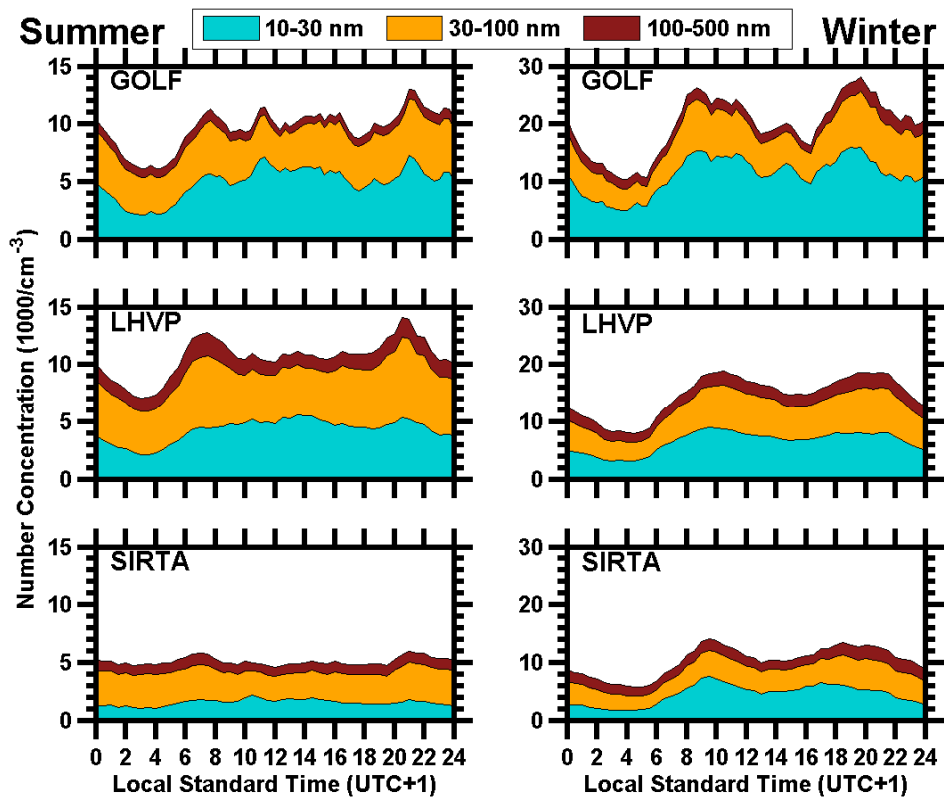 Summer
10-30 nm 30-100 nm 100-500 nm
Winter
15
10
5
0
GOLF
30
20
10
0
GOLF
15
10
5
0
LHVP
30
20
10
0
LHVP
15
10
5
0
SIRTA
30
20
10
0
SIRTA
Number Concentration (1000/cm⁻³)
0 2 4 6 8 10 12 14 16 18 20 22 24
0 2 4 6 8 10 12 14 16 18 20 22 24
Local Standard Time (UTC+1)
Local Standard Time (UTC+1)